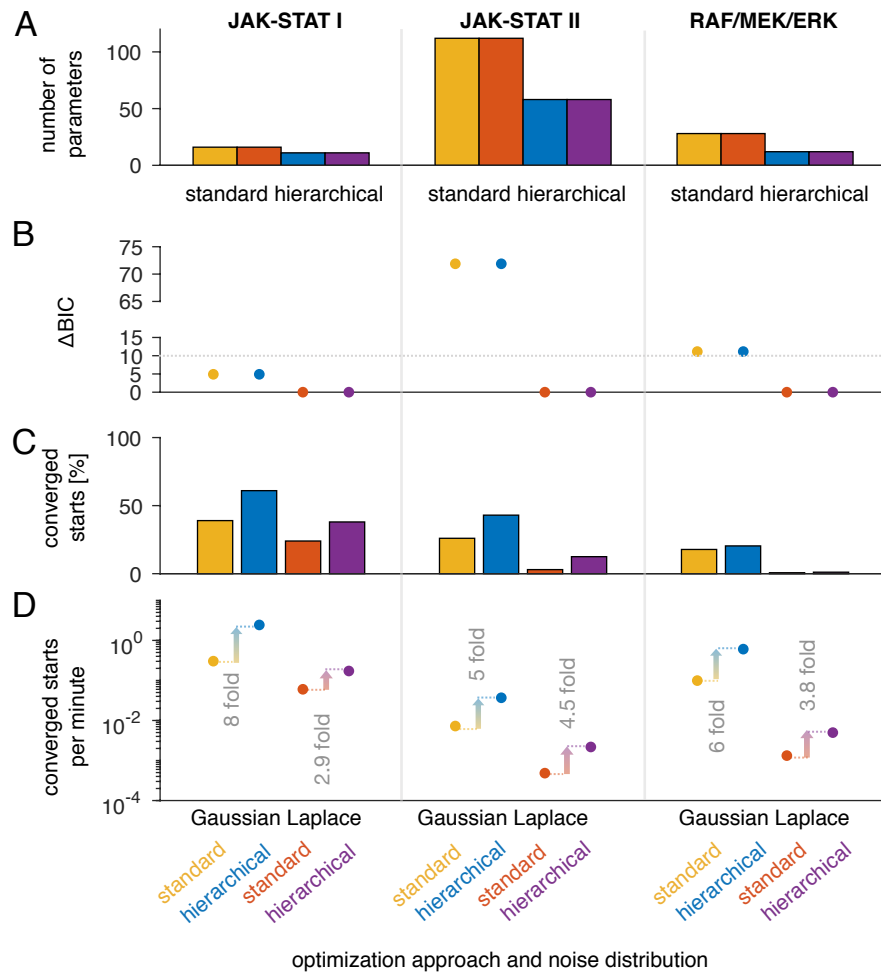 A
JAK-STAT I
JAK-STAT II
RAF/MEK/ERK
number of
parameters
100
50
0
standard hierarchical
standard hierarchical
standard hierarchical
B
ΔBIC
75
70
65
15
10
5
0
C
converged
starts [%]
100
50
0
D
converged starts
per minute
10^0
10^-2
10^-4
8 fold
2.9 fold
5 fold
4.5 fold
6 fold
3.8 fold
Gaussian Laplace
Gaussian Laplace
Gaussian Laplace
standard
hierarchical
standard
hierarchical
standard
hierarchical
standard
hierarchical
standard
hierarchical
standard
hierarchical
optimization approach and noise distribution